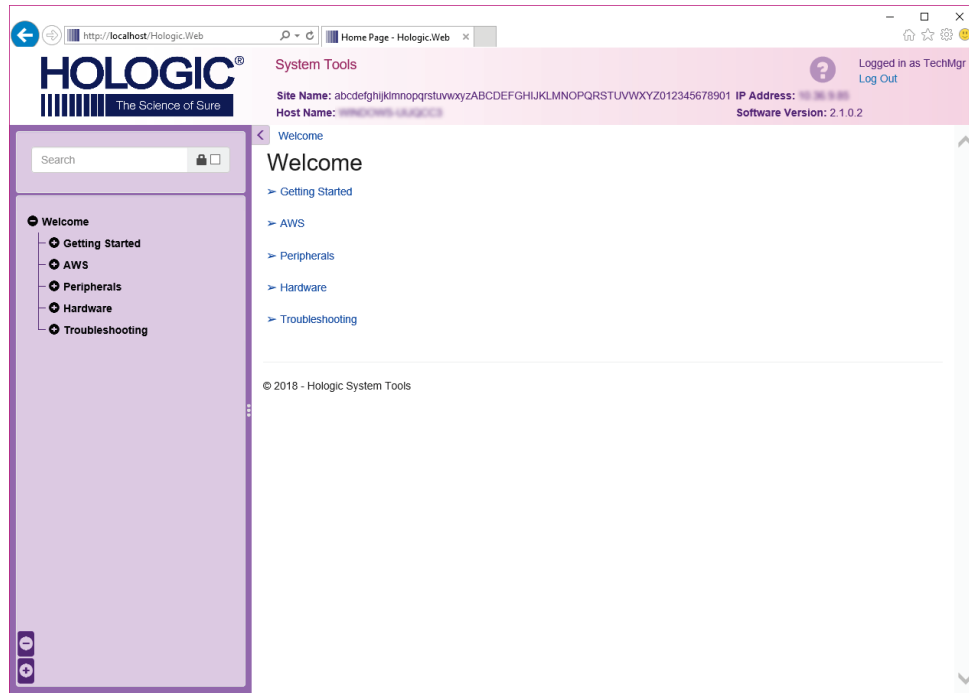 http://localhost/Hologic.Web
Home Page - Hologic.Web
HOLOGIC®
The Science of Sure
System Tools
Logged in as TechMgr
Log Out
Site Name: abcdefghijklmnopqrstuvwxyzABCDEFGHIJKLMNOPQRSTUVWXYZ012345678901 IP Address:
Host Name: Software Version: 2.1.0.2
Search
Welcome
Getting Started
AWS
Peripherals
Hardware
Troubleshooting
Welcome
Welcome
Getting Started
AWS
Peripherals
Hardware
Troubleshooting
© 2018 - Hologic System Tools